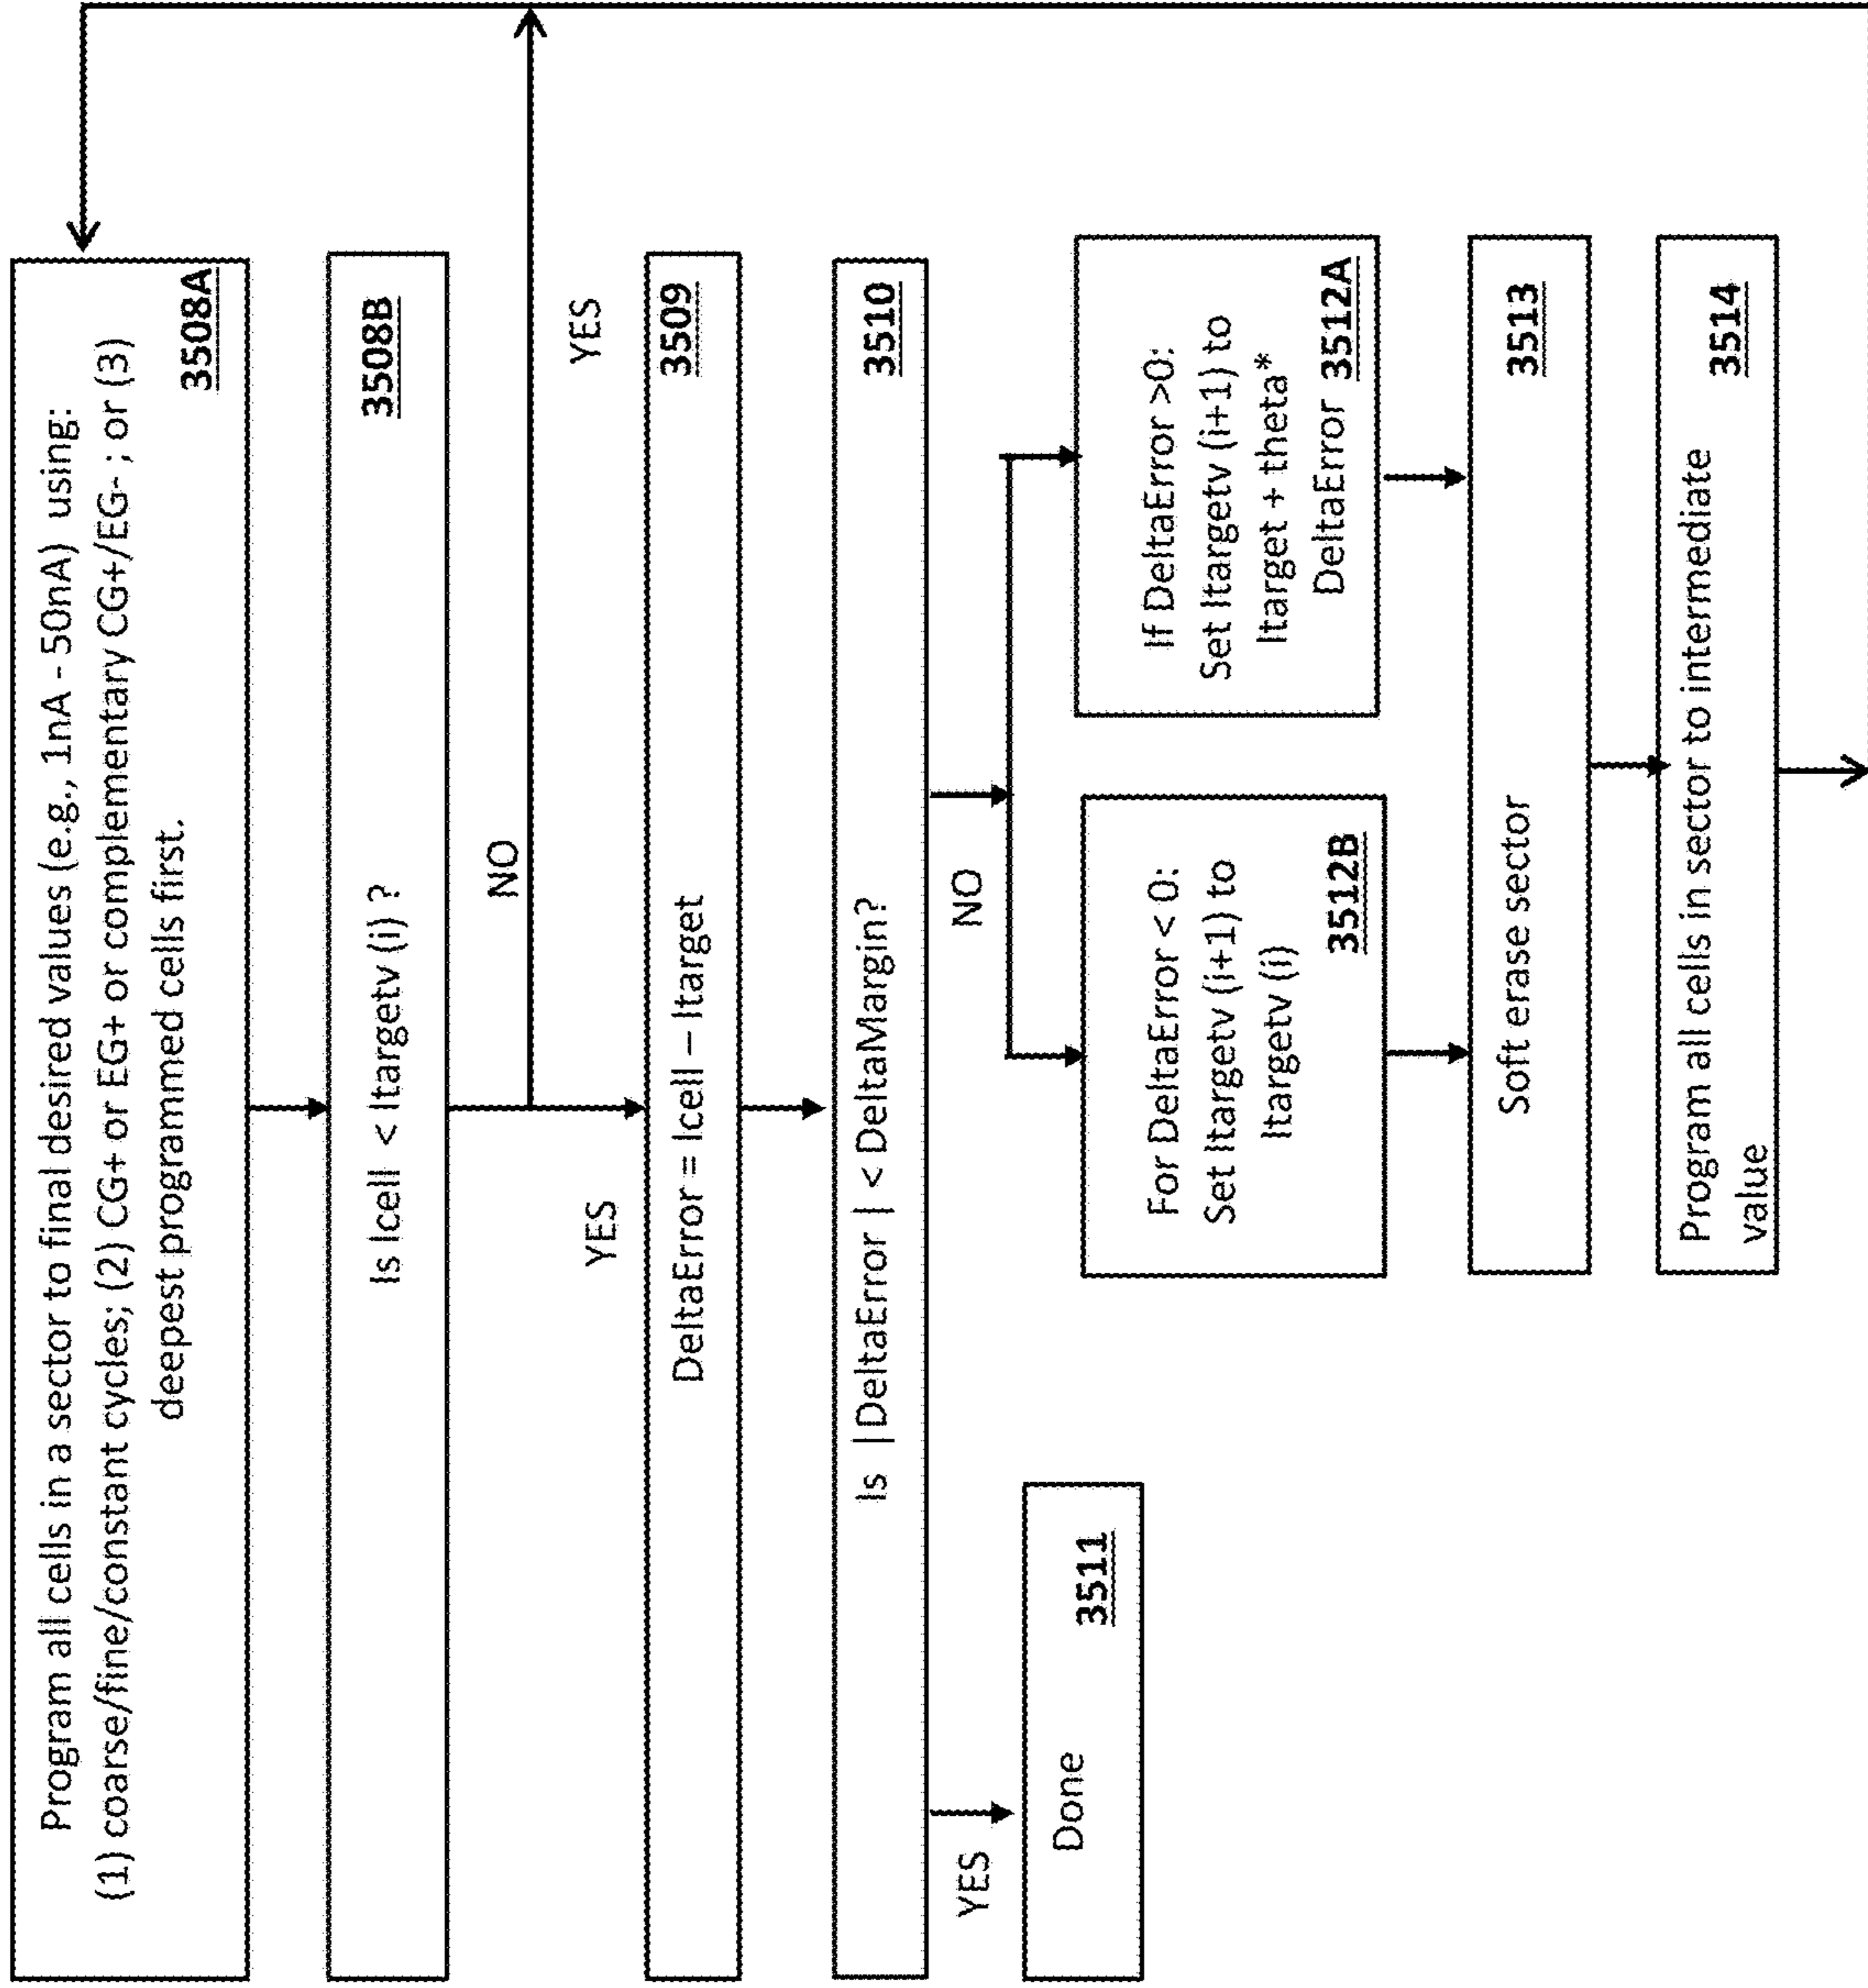 Program all cells in a sector to final desired values (e.g., 1nA - 50nA) using:
(1) coarse/fine/constant cycles; (2) CG+ or EG+ or complementary CG+/EG- ; or (3)
deepest programmed cells first.
3508A
Is Icell < Itargetv (i) ?
3508B
NO
YES
YES
DeltaError = Icell – Itarget
3509
Is |DeltaError | < DeltaMargin?
3510
YES
NO
Done
3511
For DeltaError < 0:
Set Itargetv (i+1) to
Itargetv (i)
3512B
If DeltaError >0:
Set Itargetv (i+1) to
Itarget + theta*
DeltaError 3512A
Soft erase sector
3513
Program all cells in sector to intermediate
value
3514